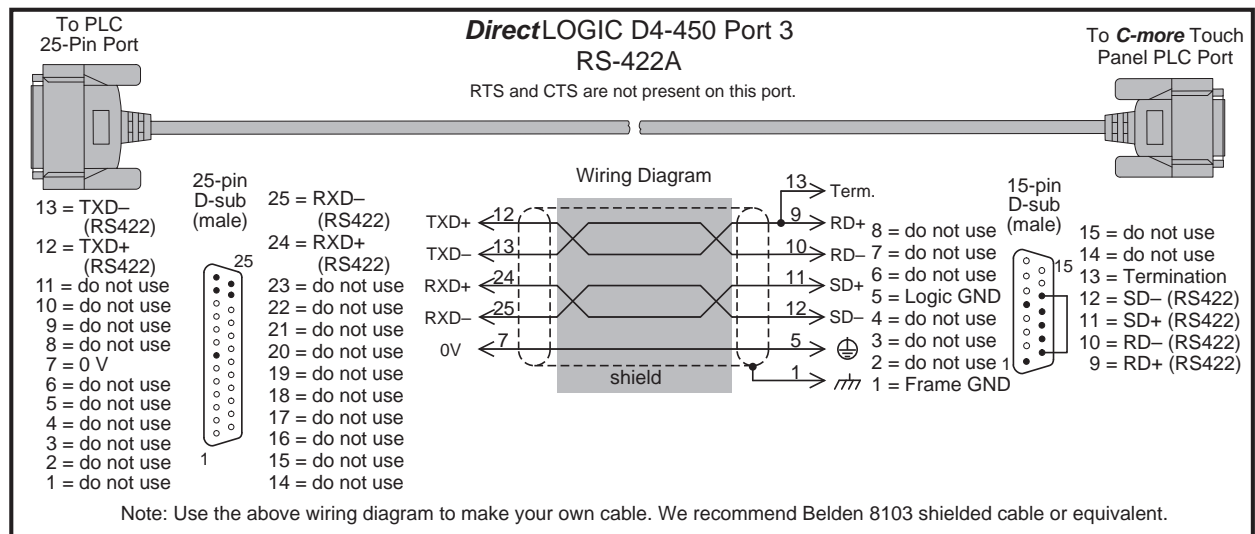 To PLC
25-Pin Port
DirectLOGIC D4-450 Port 3
RS-422A
RTS and CTS are not present on this port.
To C-more Touch
Panel PLC Port
13 = TXD–
(RS422)
12 = TXD+
(RS422)
11 = do not use
10 = do not use
9 = do not use
8 = do not use
7 = 0 V
6 = do not use
5 = do not use
4 = do not use
3 = do not use
2 = do not use
1 = do not use
25-pin
D-sub
(male)
25
1
25 = RXD–
(RS422)
24 = RXD+
(RS422)
23 = do not use
22 = do not use
21 = do not use
20 = do not use
19 = do not use
18 = do not use
17 = do not use
16 = do not use
15 = do not use
14 = do not use
Wiring Diagram
13 Term.
TXD+ 12 9 RD+
TXD– 13 10 RD–
RXD+ 24 11 SD+
RXD– 25 12 SD–
0V 7 5
shield
1
8 = do not use
7 = do not use
6 = do not use
5 = Logic GND
4 = do not use
3 = do not use
2 = do not use
1 = Frame GND
15-pin
D-sub
(male)
15
1
15 = do not use
14 = do not use
13 = Termination
12 = SD– (RS422)
11 = SD+ (RS422)
10 = RD– (RS422)
9 = RD+ (RS422)
Note: Use the above wiring diagram to make your own cable. We recommend Belden 8103 shielded cable or equivalent.